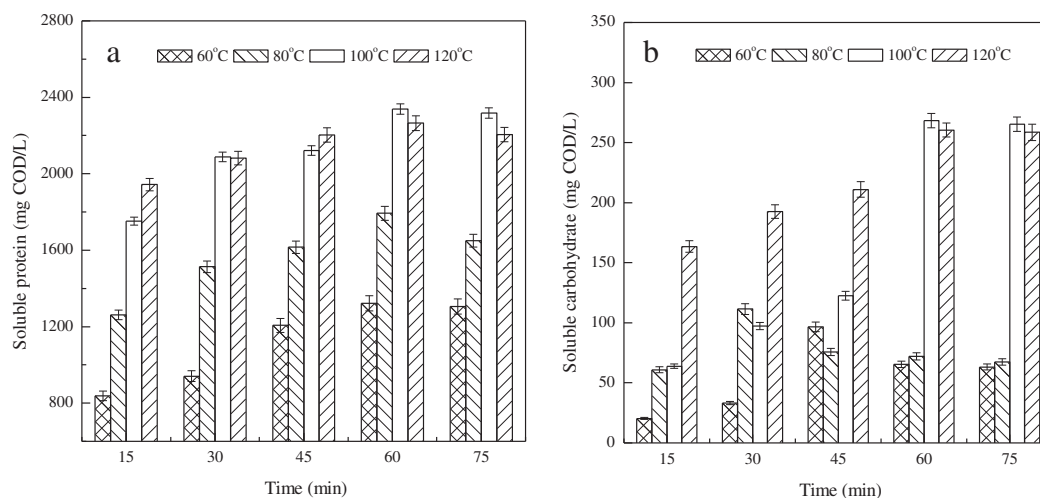 a
60°C 80°C 100°C 120°C
2800
2400
2000
1600
1200
800
Soluble protein (mg COD/L)
15 30 45 60 75
Time (min)
b
60°C 80°C 100°C 120°C
350
300
250
200
150
100
50
0
Soluble carbohydrate (mg COD/L)
15 30 45 60 75
Time (min)